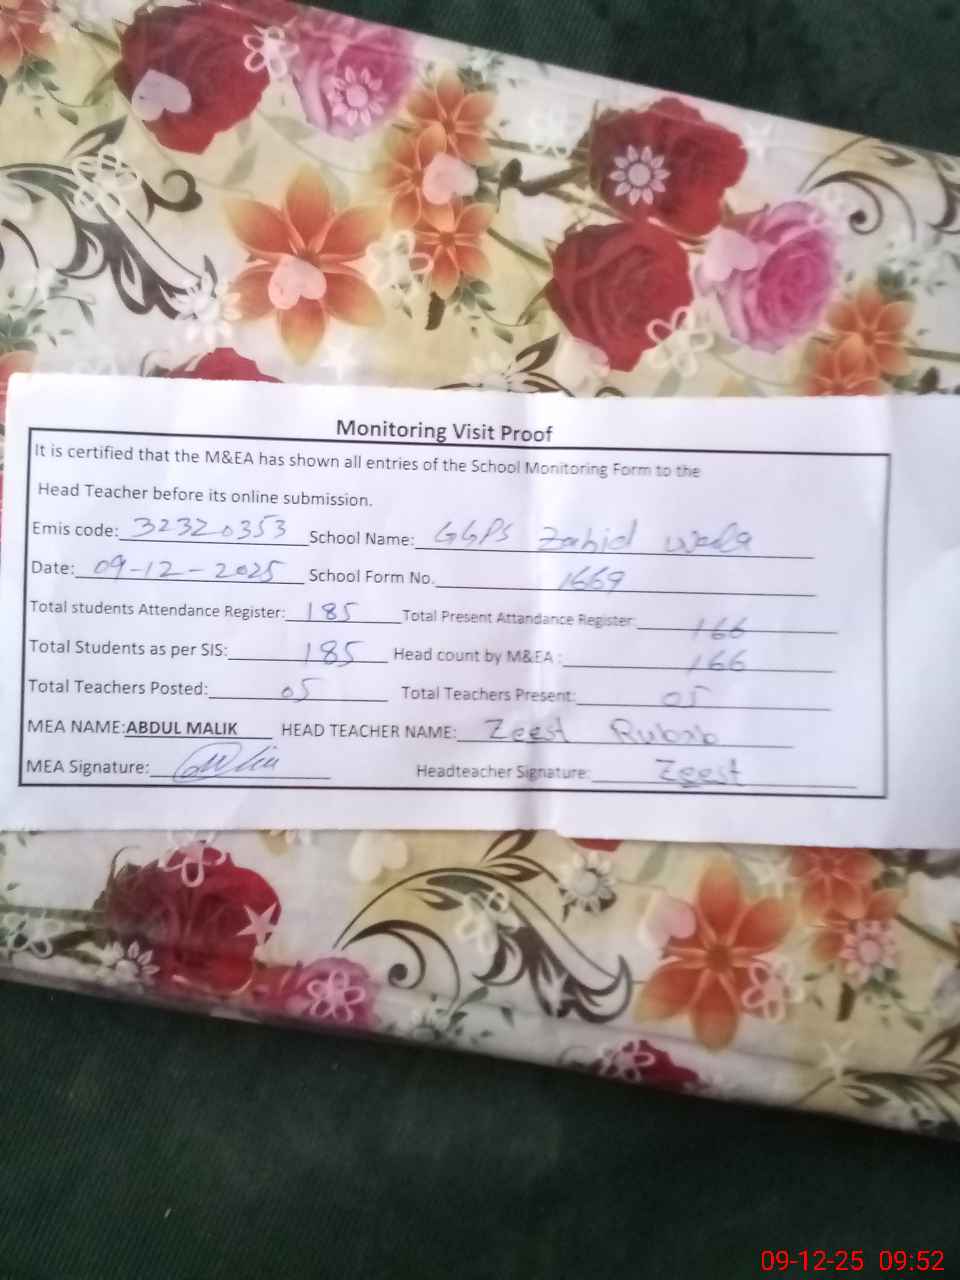 Monitoring Visit Proof
It is certified that the M&EA has shown all entries of the School Monitoring Form to the
Head Teacher before its online submission.
Emis code: 32320353 School Name: GGPS Zahid wala
Date: 09-12-2025 School Form No. 1669
Total students Attendance Register: 185 Total Present Attandance Register: 166
Total Students as per SIS: 185 Head count by M&EA : 166
Total Teachers Posted: 05 Total Teachers Present: 05
MEA NAME: ABDUL MALIK HEAD TEACHER NAME: Zeest Rubab
MEA Signature: Headteacher Signature: Zeest
09-12-25 09:52